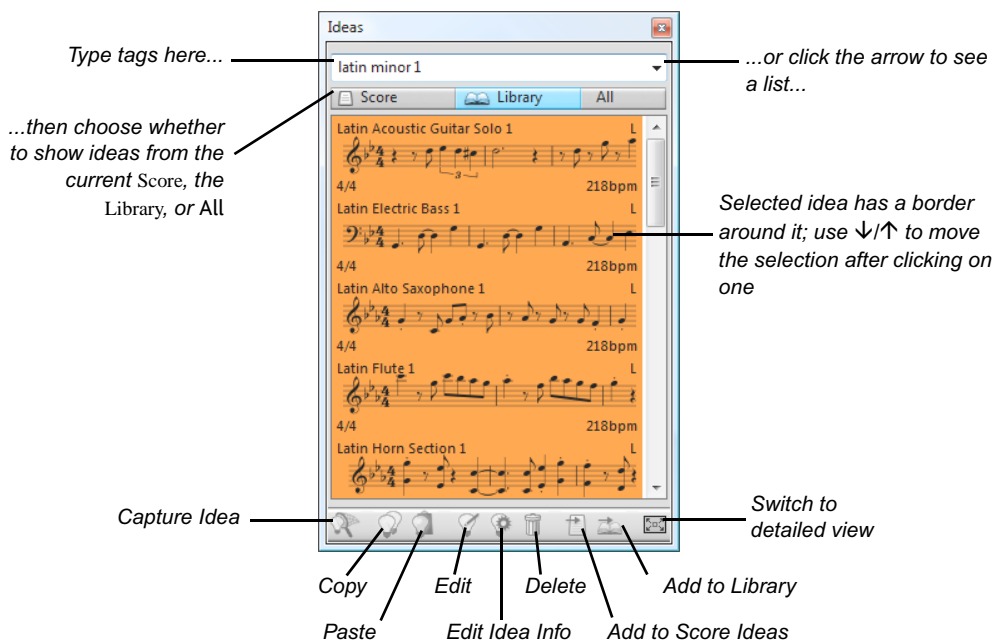 Ideas
Type tags here...
latin minor 1
...or click the arrow to see
a list...
Score
Library
All
...then choose whether
to show ideas from the
current Score, the
Library, or All
Latin Acoustic Guitar Solo 1 L
3
4/4 218bpm
Latin Electric Bass 1 L
4/4 218bpm
Selected idea has a border
around it; use ↓/↑ to move
the selection after clicking on
one
Latin Alto Saxophone 1 L
4/4 218bpm
Latin Flute 1 L
4/4 218bpm
Latin Horn Section 1 L
Capture Idea
Switch to
detailed view
Copy
Edit
Delete
Add to Library
Paste
Edit Idea Info
Add to Score Ideas